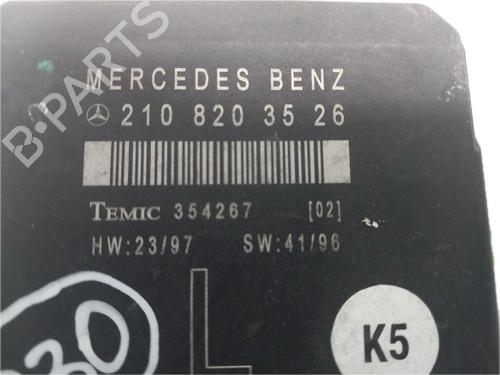 B-PARTS
MERCEDES BENZ
210 820 35 26
TEMIC 354267 [02]
HW:23/97 SW:41/96
L
K5